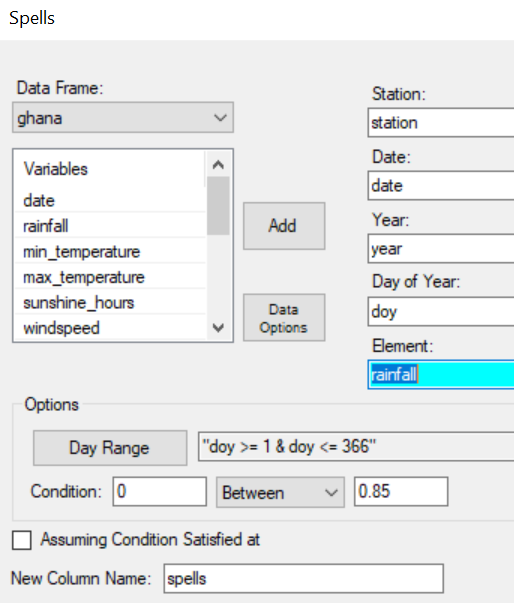 Spells
Data Frame:
ghana
Variables
date
rainfall
min_temperature
max_temperature
sunshine_hours
windspeed
Add
Data
Options
Station:
station
Date:
date
Year:
year
Day of Year:
doy
Element:
rainfall
Options
Day Range
"doy >= 1 & doy <= 366"
Condition: 0 Between 0.85
Assuming Condition Satisfied at
New Column Name: spells